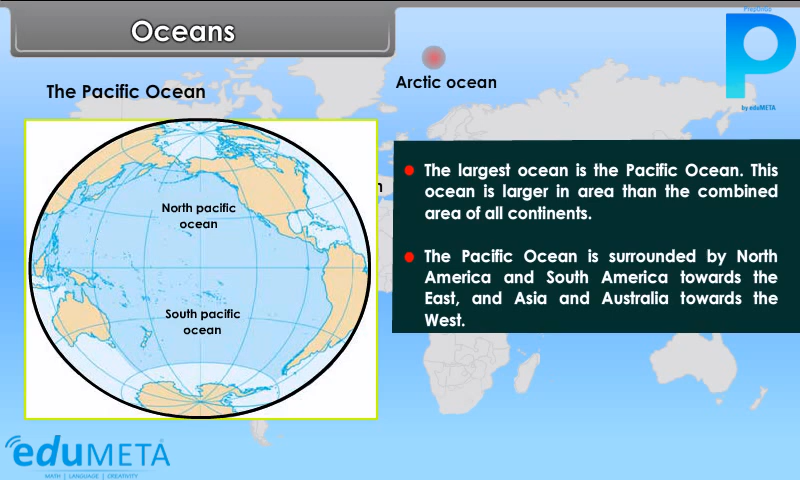 Oceans
Prepionics
by eduMETA
Arctic ocean
The Pacific Ocean
North pacific
ocean
South pacific
ocean
The largest ocean is the Pacific Ocean. This
ocean is larger in area than the combined
area of all continents.
The Pacific Ocean is surrounded by North
America and South America towards the
East, and Asia and Australia towards the
West.
eduMETA
MATH | LANGUAGE | CREATIVITY